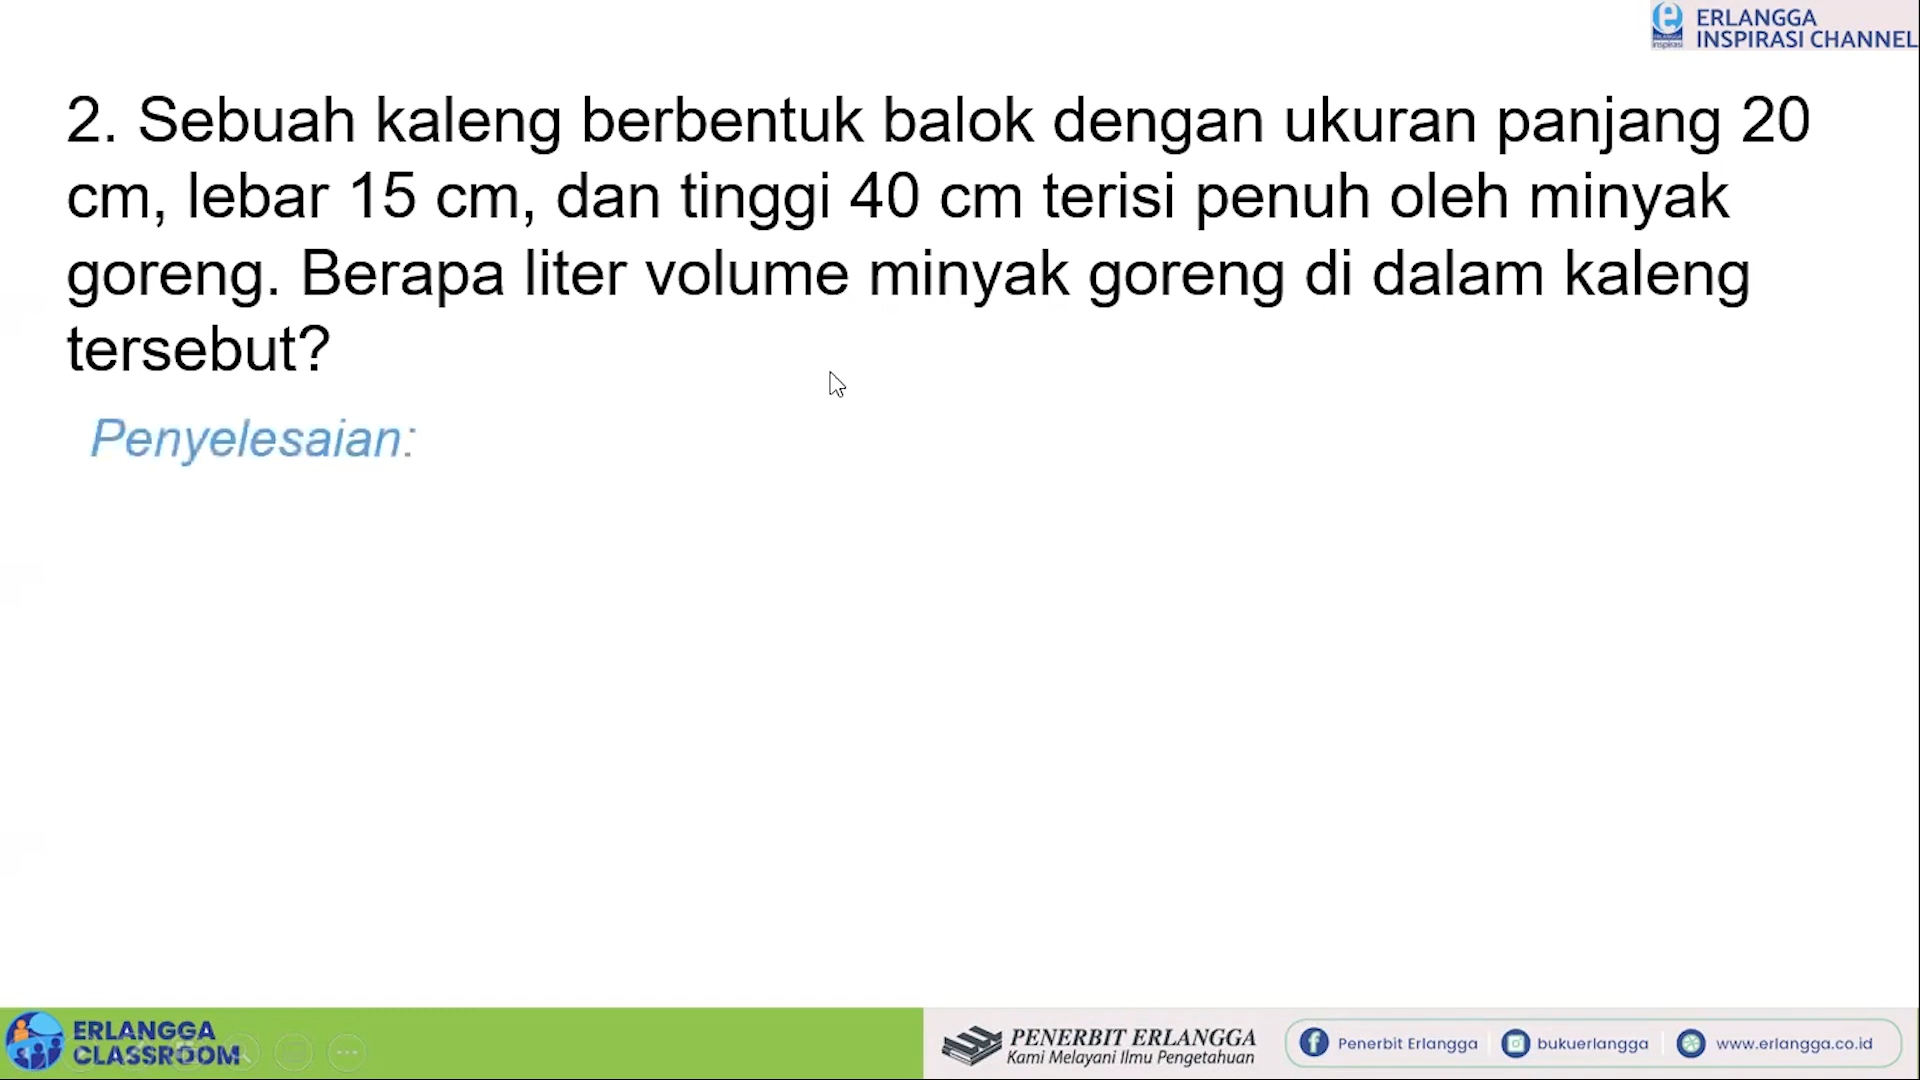 ERLANGGA
INSPIRASI CHANNEL
2. Sebuah kaleng berbentuk balok dengan ukuran panjang 20
cm, lebar 15 cm, dan tinggi 40 cm terisi penuh oleh minyak
goreng. Berapa liter volume minyak goreng di dalam kaleng
tersebut?
Penyelesaian:
ERLANGGA
CLASSROOM
PENERBIT ERLANGGA
Kami Melayani Ilmu Pengetahuan
Penerbit Erlangga
bukuerlangga
www.erlangga.co.id